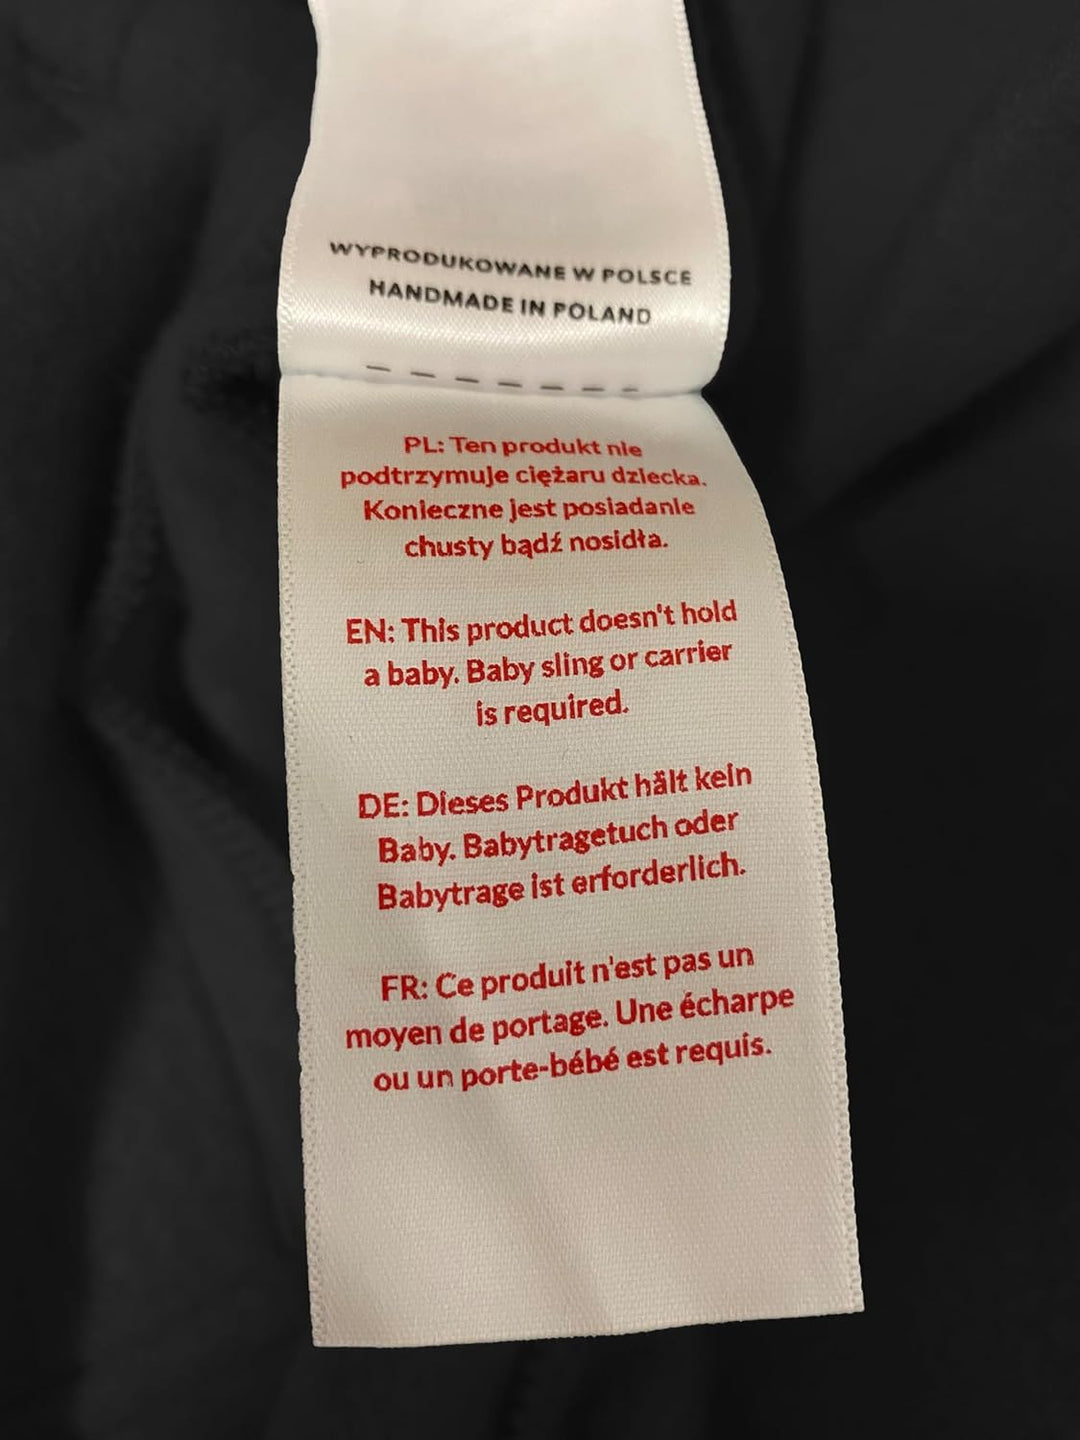 WYPRODUKOWANE W POLSCE
HANDMADE IN POLAND
PL: Ten produkt nie
podtrzymuje ciężaru dziecka.
Konieczne jest posiadanie
chusty bądź nosidła.
EN: This product doesn't hold
a baby. Baby sling or carrier
is required.
DE: Dieses Produkt hält kein
Baby. Babytragetuch oder
Babytrage ist erforderlich.
FR: Ce produit n'est pas un
moyen de portage. Une écharpe
ou un porte-bébé est requis.